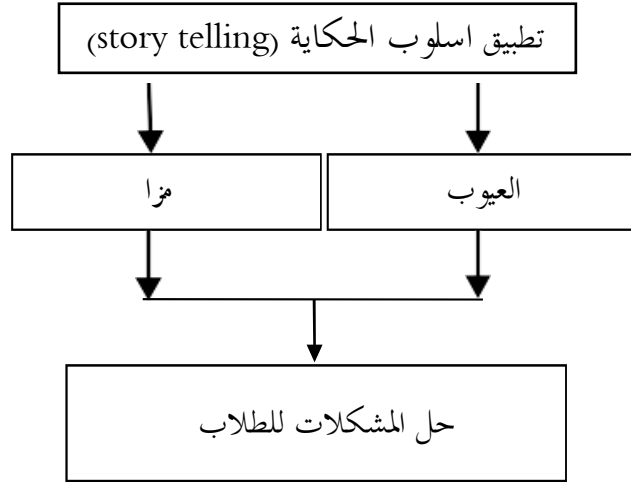 تطبيق اسلوب الحكاية (story telling)
العيوب
مزا
حل المشكلات للطلاب